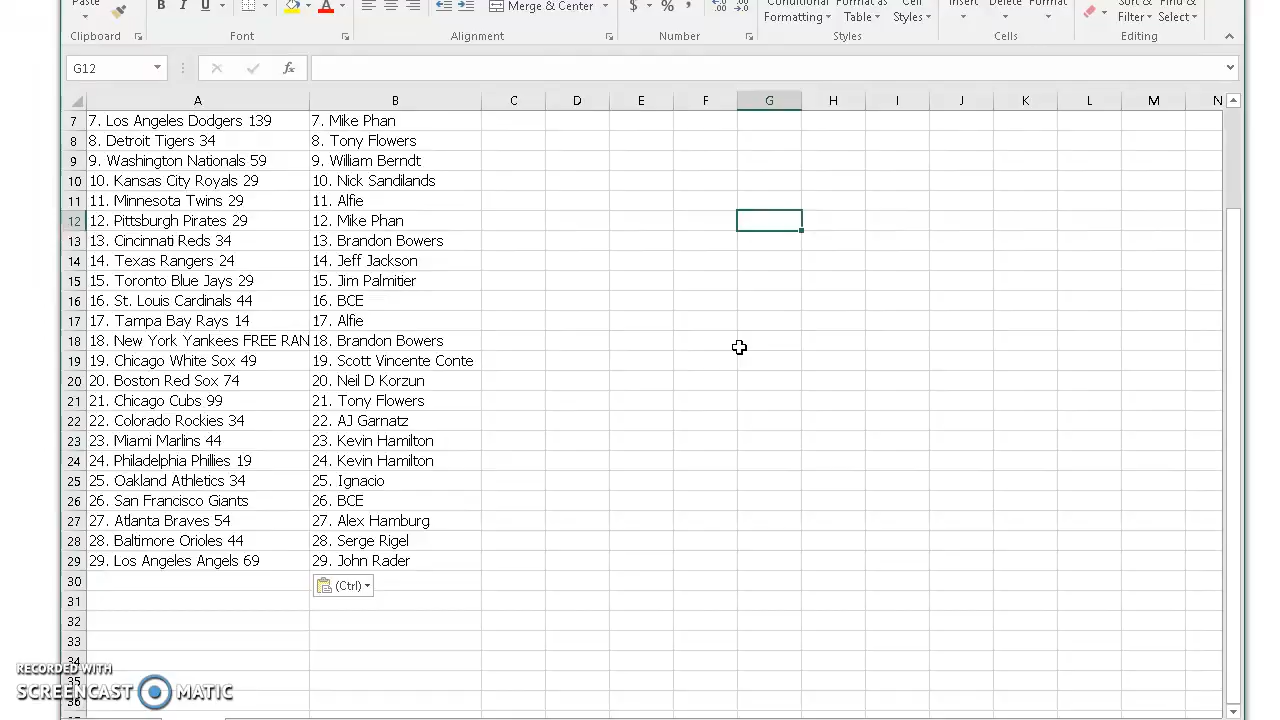 Paste
B I U
A
Merge & Center
$ % ,
Conditional Format as Cell Insert Delete Format Sort & Find &
Formatting Table Styles Filter Select
Clipboard Font Alignment Number Styles Cells Editing
G12 fx
A B C D E F G H I J K L M N
7 7. Los Angeles Dodgers 139 7. Mike Phan
8 8. Detroit Tigers 34 8. Tony Flowers
9 9. Washington Nationals 59 9. William Berndt
10 10. Kansas City Royals 29 10. Nick Sandilands
11 11. Minnesota Twins 29 11. Alfie
12 12. Pittsburgh Pirates 29 12. Mike Phan
13 13. Cincinnati Reds 34 13. Brandon Bowers
14 14. Texas Rangers 24 14. Jeff Jackson
15 15. Toronto Blue Jays 29 15. Jim Palmitier
16 16. St. Louis Cardinals 44 16. BCE
17 17. Tampa Bay Rays 14 17. Alfie
18 18. New York Yankees FREE RAN 18. Brandon Bowers
19 19. Chicago White Sox 49 19. Scott Vincente Conte
20 20. Boston Red Sox 74 20. Neil D Korzun
21 21. Chicago Cubs 99 21. Tony Flowers
22 22. Colorado Rockies 34 22. AJ Garnatz
23 23. Miami Marlins 44 23. Kevin Hamilton
24 24. Philadelphia Phillies 19 24. Kevin Hamilton
25 25. Oakland Athletics 34 25. Ignacio
26 26. San Francisco Giants 26. BCE
27 27. Atlanta Braves 54 27. Alex Hamburg
28 28. Baltimore Orioles 44 28. Serge Rigel
29 29. Los Angeles Angels 69 29. John Rader
30 (Ctrl)
31
32
33
34
35
36
RECORDED WITH
SCREENCAST MATIC